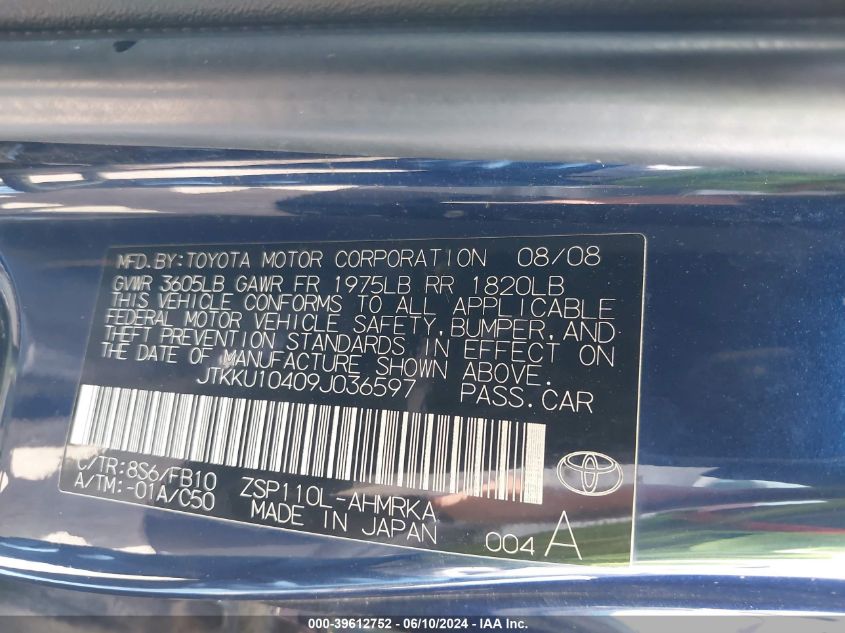 MFD.BY:TOYOTA MOTOR CORPORATION 08/08
GVWR 3605LB GAWR FR 1975LB RR 1820LB
THIS VEHICLE CONFORMS TO ALL APPLICABLE
FEDERAL MOTOR VEHICLE SAFETY,BUMPER,AND
THEFT PREVENTION STANDARDS IN EFFECT ON
THE DATE OF MANUFACTURE SHOWN ABOVE.
JTKKU10409J036597 PASS.CAR
C/TR:8S6/FB10
A/TM:-01A/C50
ZSP110L-AHMRKA
MADE IN JAPAN
004 A
000-39612752 - 06/10/2024 - IAA Inc.